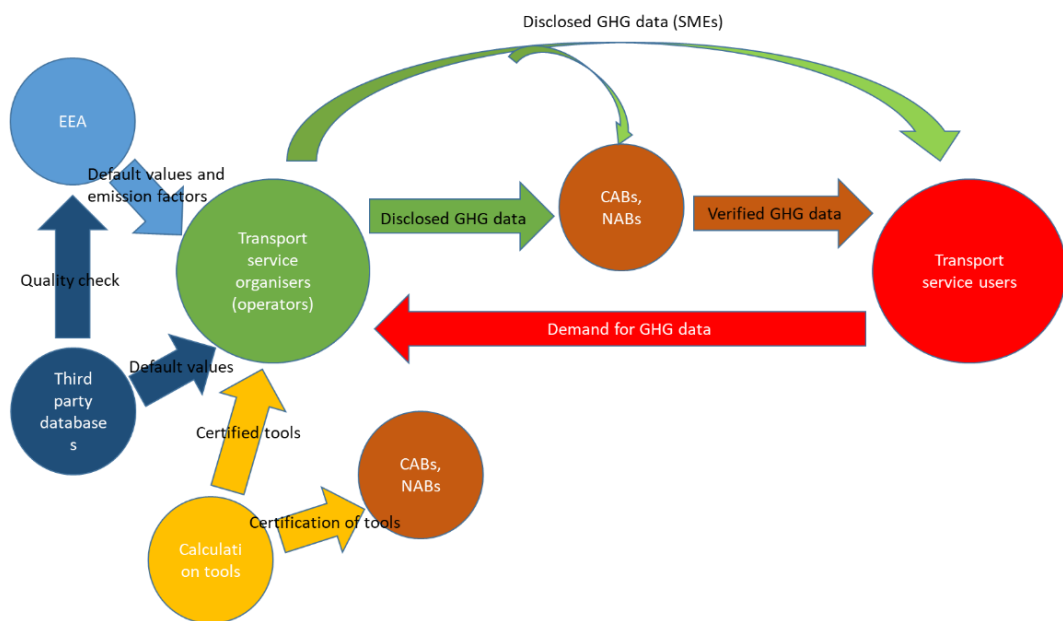 Disclosed GHG data (SMEs)
EEA
Default values and
emission factors
CABs,
NABs
Disclosed GHG data
Verified GHG data
Transport
service
organisers
(operators)
Transport
service users
Quality check
Demand for GHG data
Default values
Third
party
database
s
Certified tools
CABs,
NABs
Certification of tools
Calculati
on tools